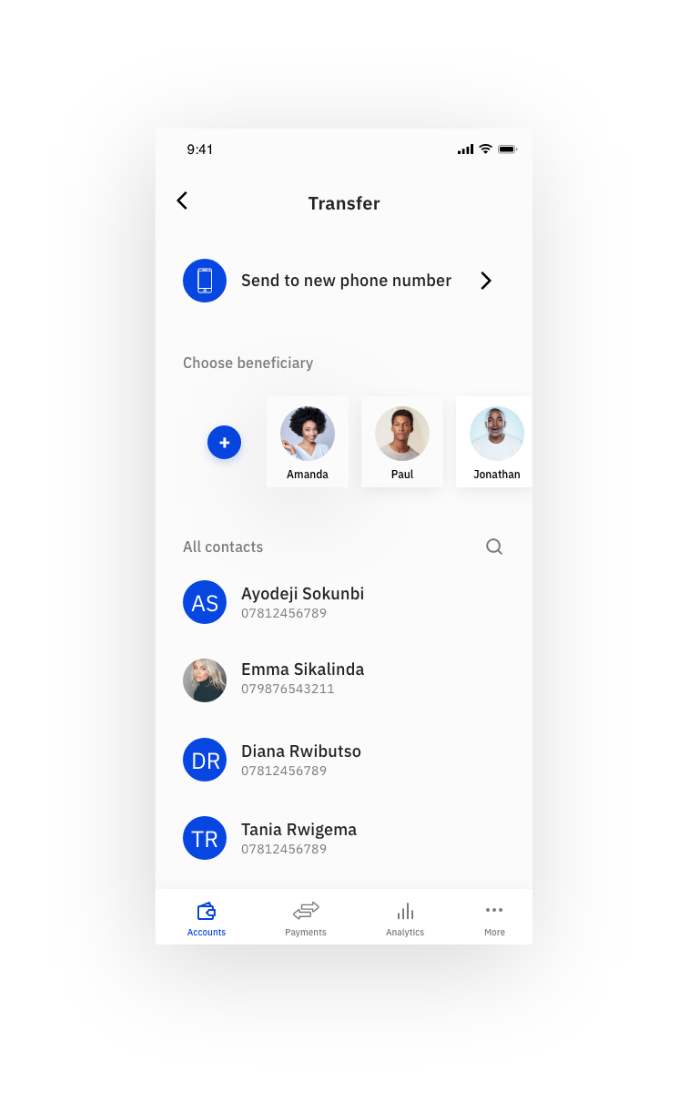 9:41
Transfer
Send to new phone number
Choose beneficiary
+
Amanda
Paul
Jonathan
All contacts
AS
Ayodeji Sokunbi
07812456789
Emma Sikalinda
079876543211
DR
Diana Rwibutso
07812456789
TR
Tania Rwigema
07812456789
Accounts
Payments
Analytics
More